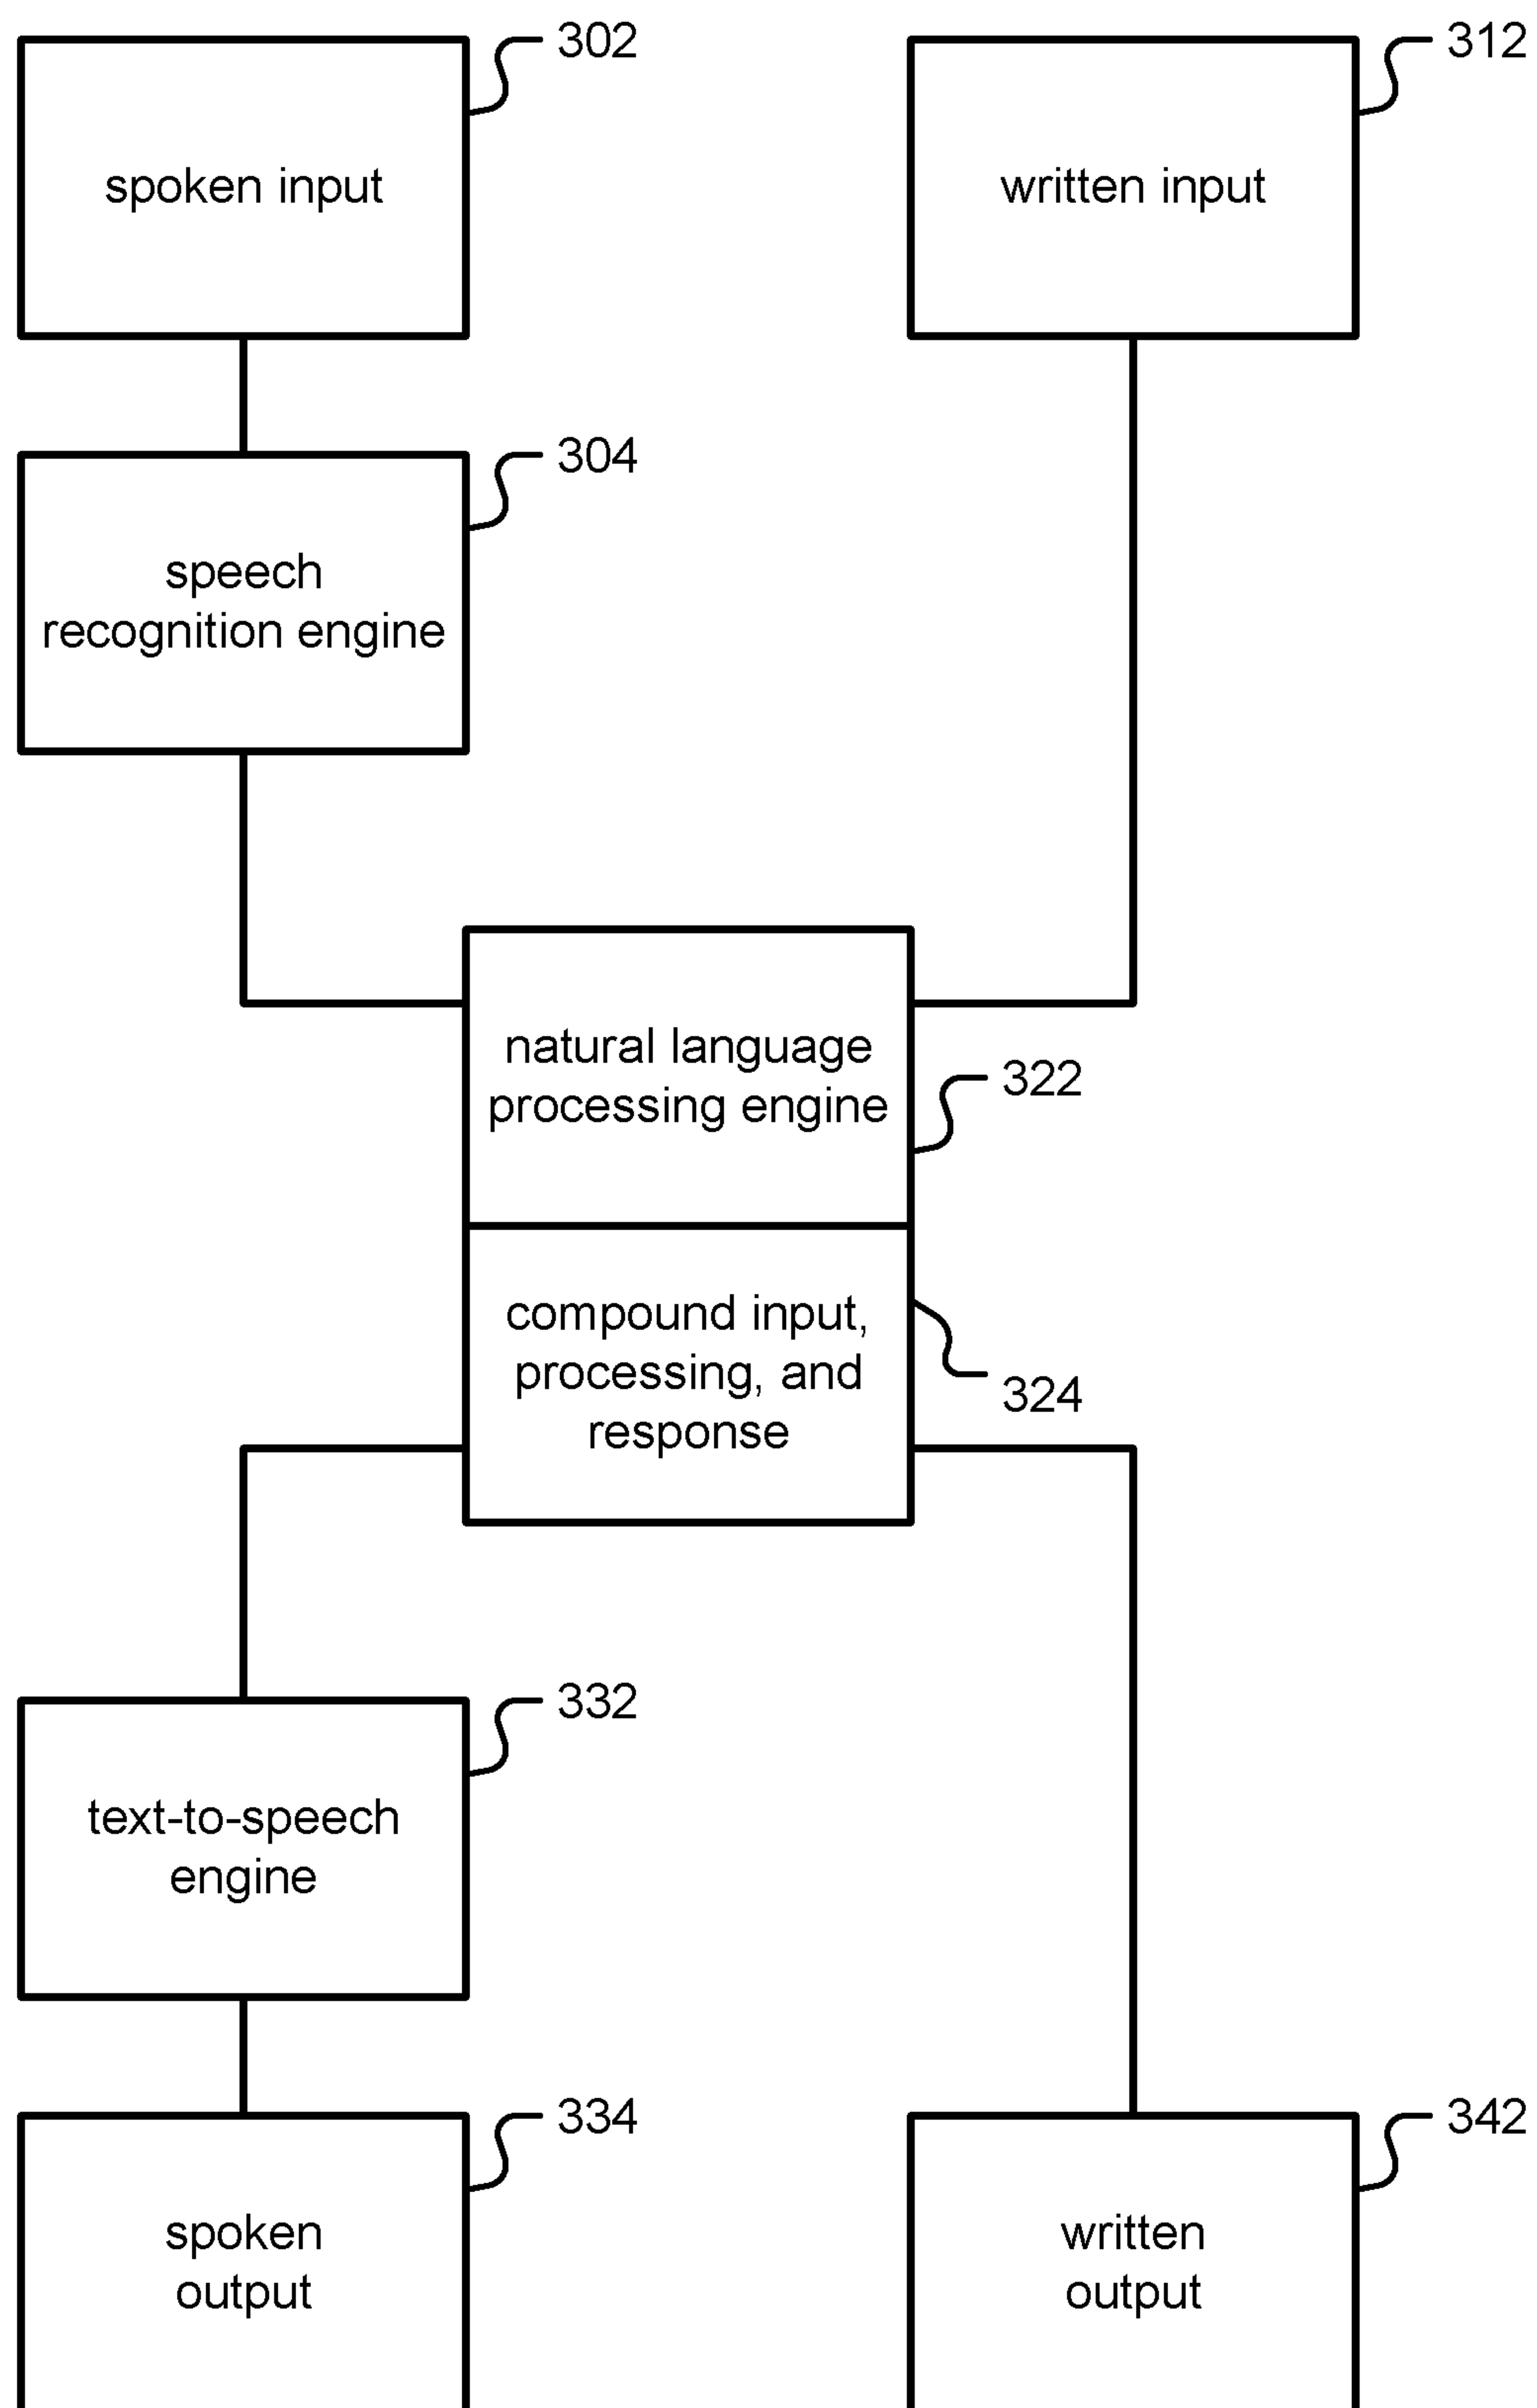 302
312
spoken input
written input
304
speech
recognition engine
natural language
processing engine
322
compound input,
processing, and
response
324
332
text-to-speech
engine
334
342
spoken
output
written
output